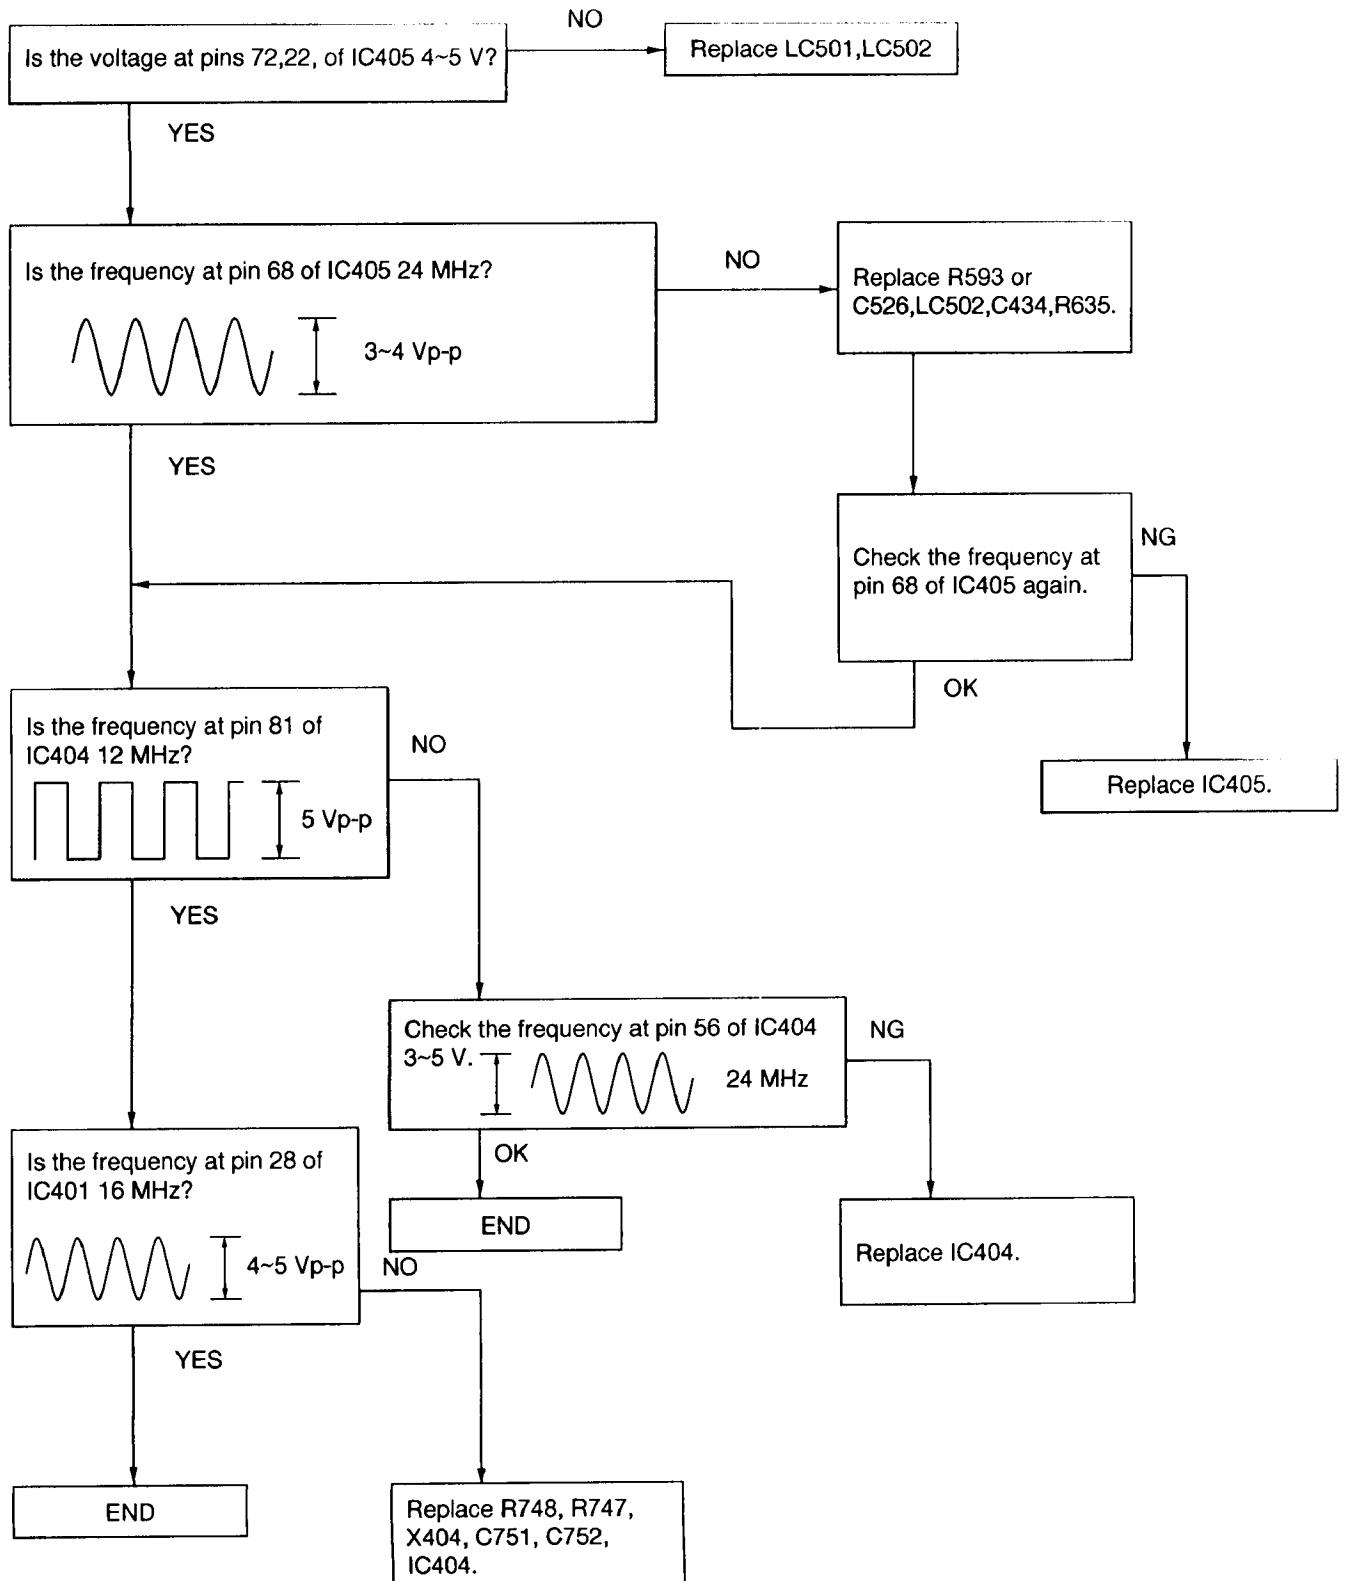 NO
Is the voltage at pins 72,22, of IC405 4~5 V?
Replace LC501,LC502
YES
Is the frequency at pin 68 of IC405 24 MHz?
3~4 Vp-p
NO
Replace R593 or
C526,LC502,C434,R635.
YES
Check the frequency at
pin 68 of IC405 again.
NG
OK
Replace IC405.
Is the frequency at pin 81 of
IC404 12 MHz?
5 Vp-p
NO
YES
Check the frequency at pin 56 of IC404
3~5 V.
24 MHz
NG
OK
END
Replace IC404.
Is the frequency at pin 28 of
IC401 16 MHz?
4~5 Vp-p
NO
YES
END
Replace R748, R747,
X404, C751, C752,
IC404.